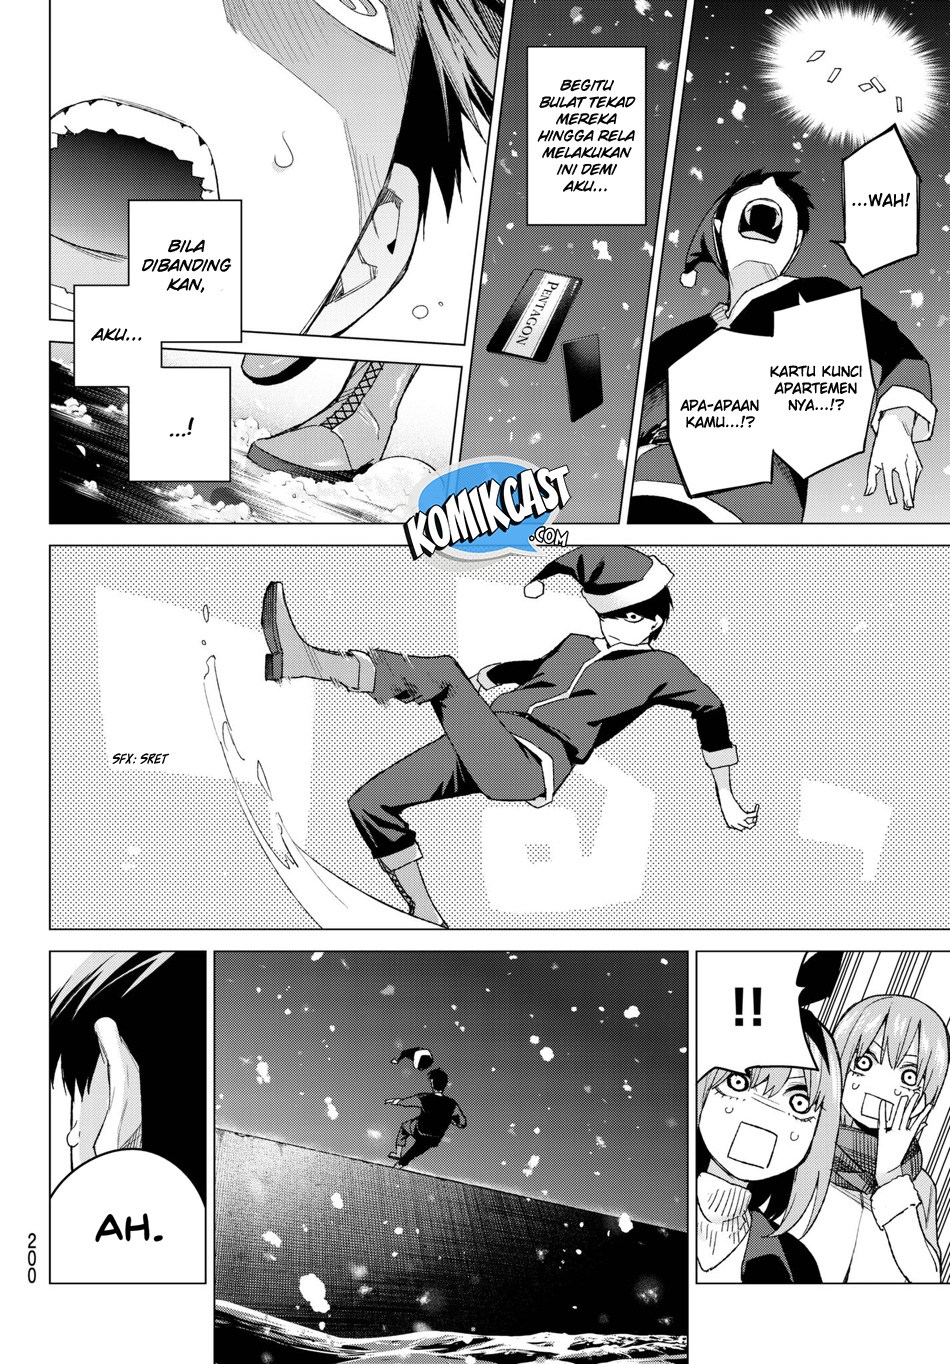 ...WAH!
KARTU KUNCI
APARTEMEN
NYA...!?
APA-APAAN
KAMU...!?
BEGITU
BULAT TEKAD
MEREKA
HINGGA RELA
MELAKUKAN
INI DEMI
AKU...
PENTAGON
BILA
DIBANDING
KAN,
AKU...
...!
KOMIKCAST
.COM
SFX: SRET
!!
AH.
200